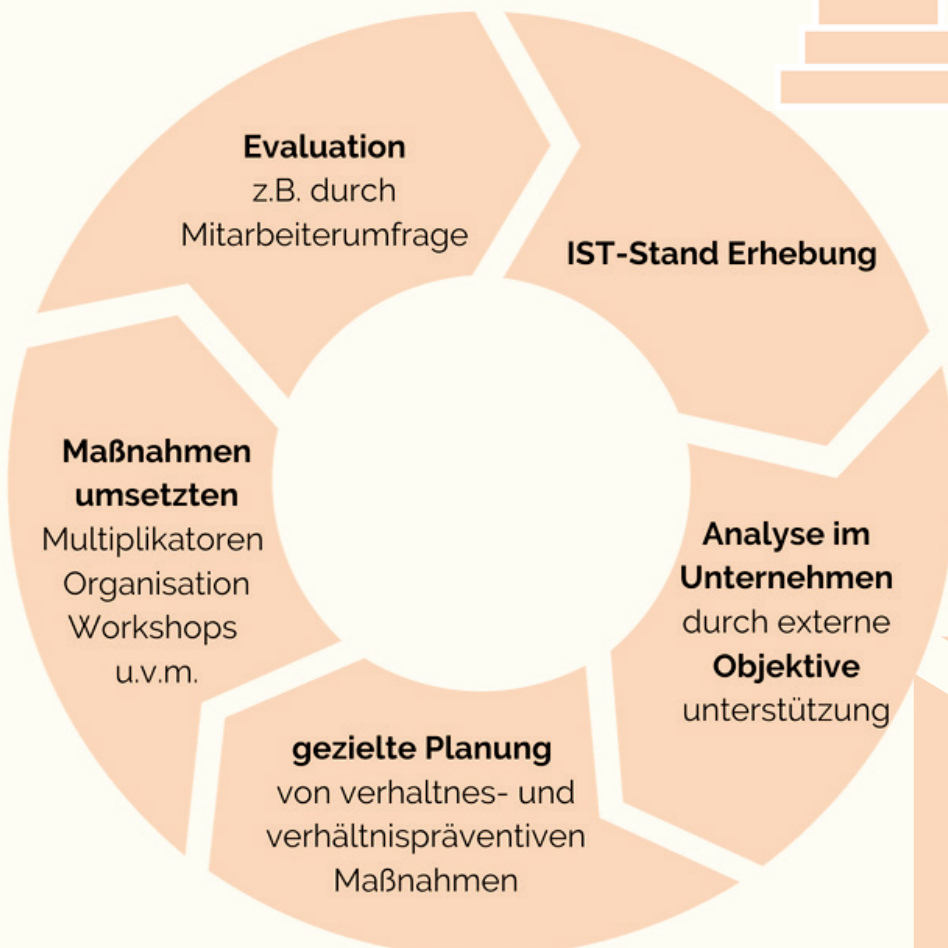 Evaluation
z.B. durch
Mitarbeiterumfrage
IST-Stand Erhebung
Analyse im
Unternehmen
durch externe
Objektive
unterstützung
gezielte Planung
von verhaltnes- und
verhältnispräventiven
Maßnahmen
Maßnahmen
umsetzten
Multiplikatoren
Organisation
Workshops
u.v.m.